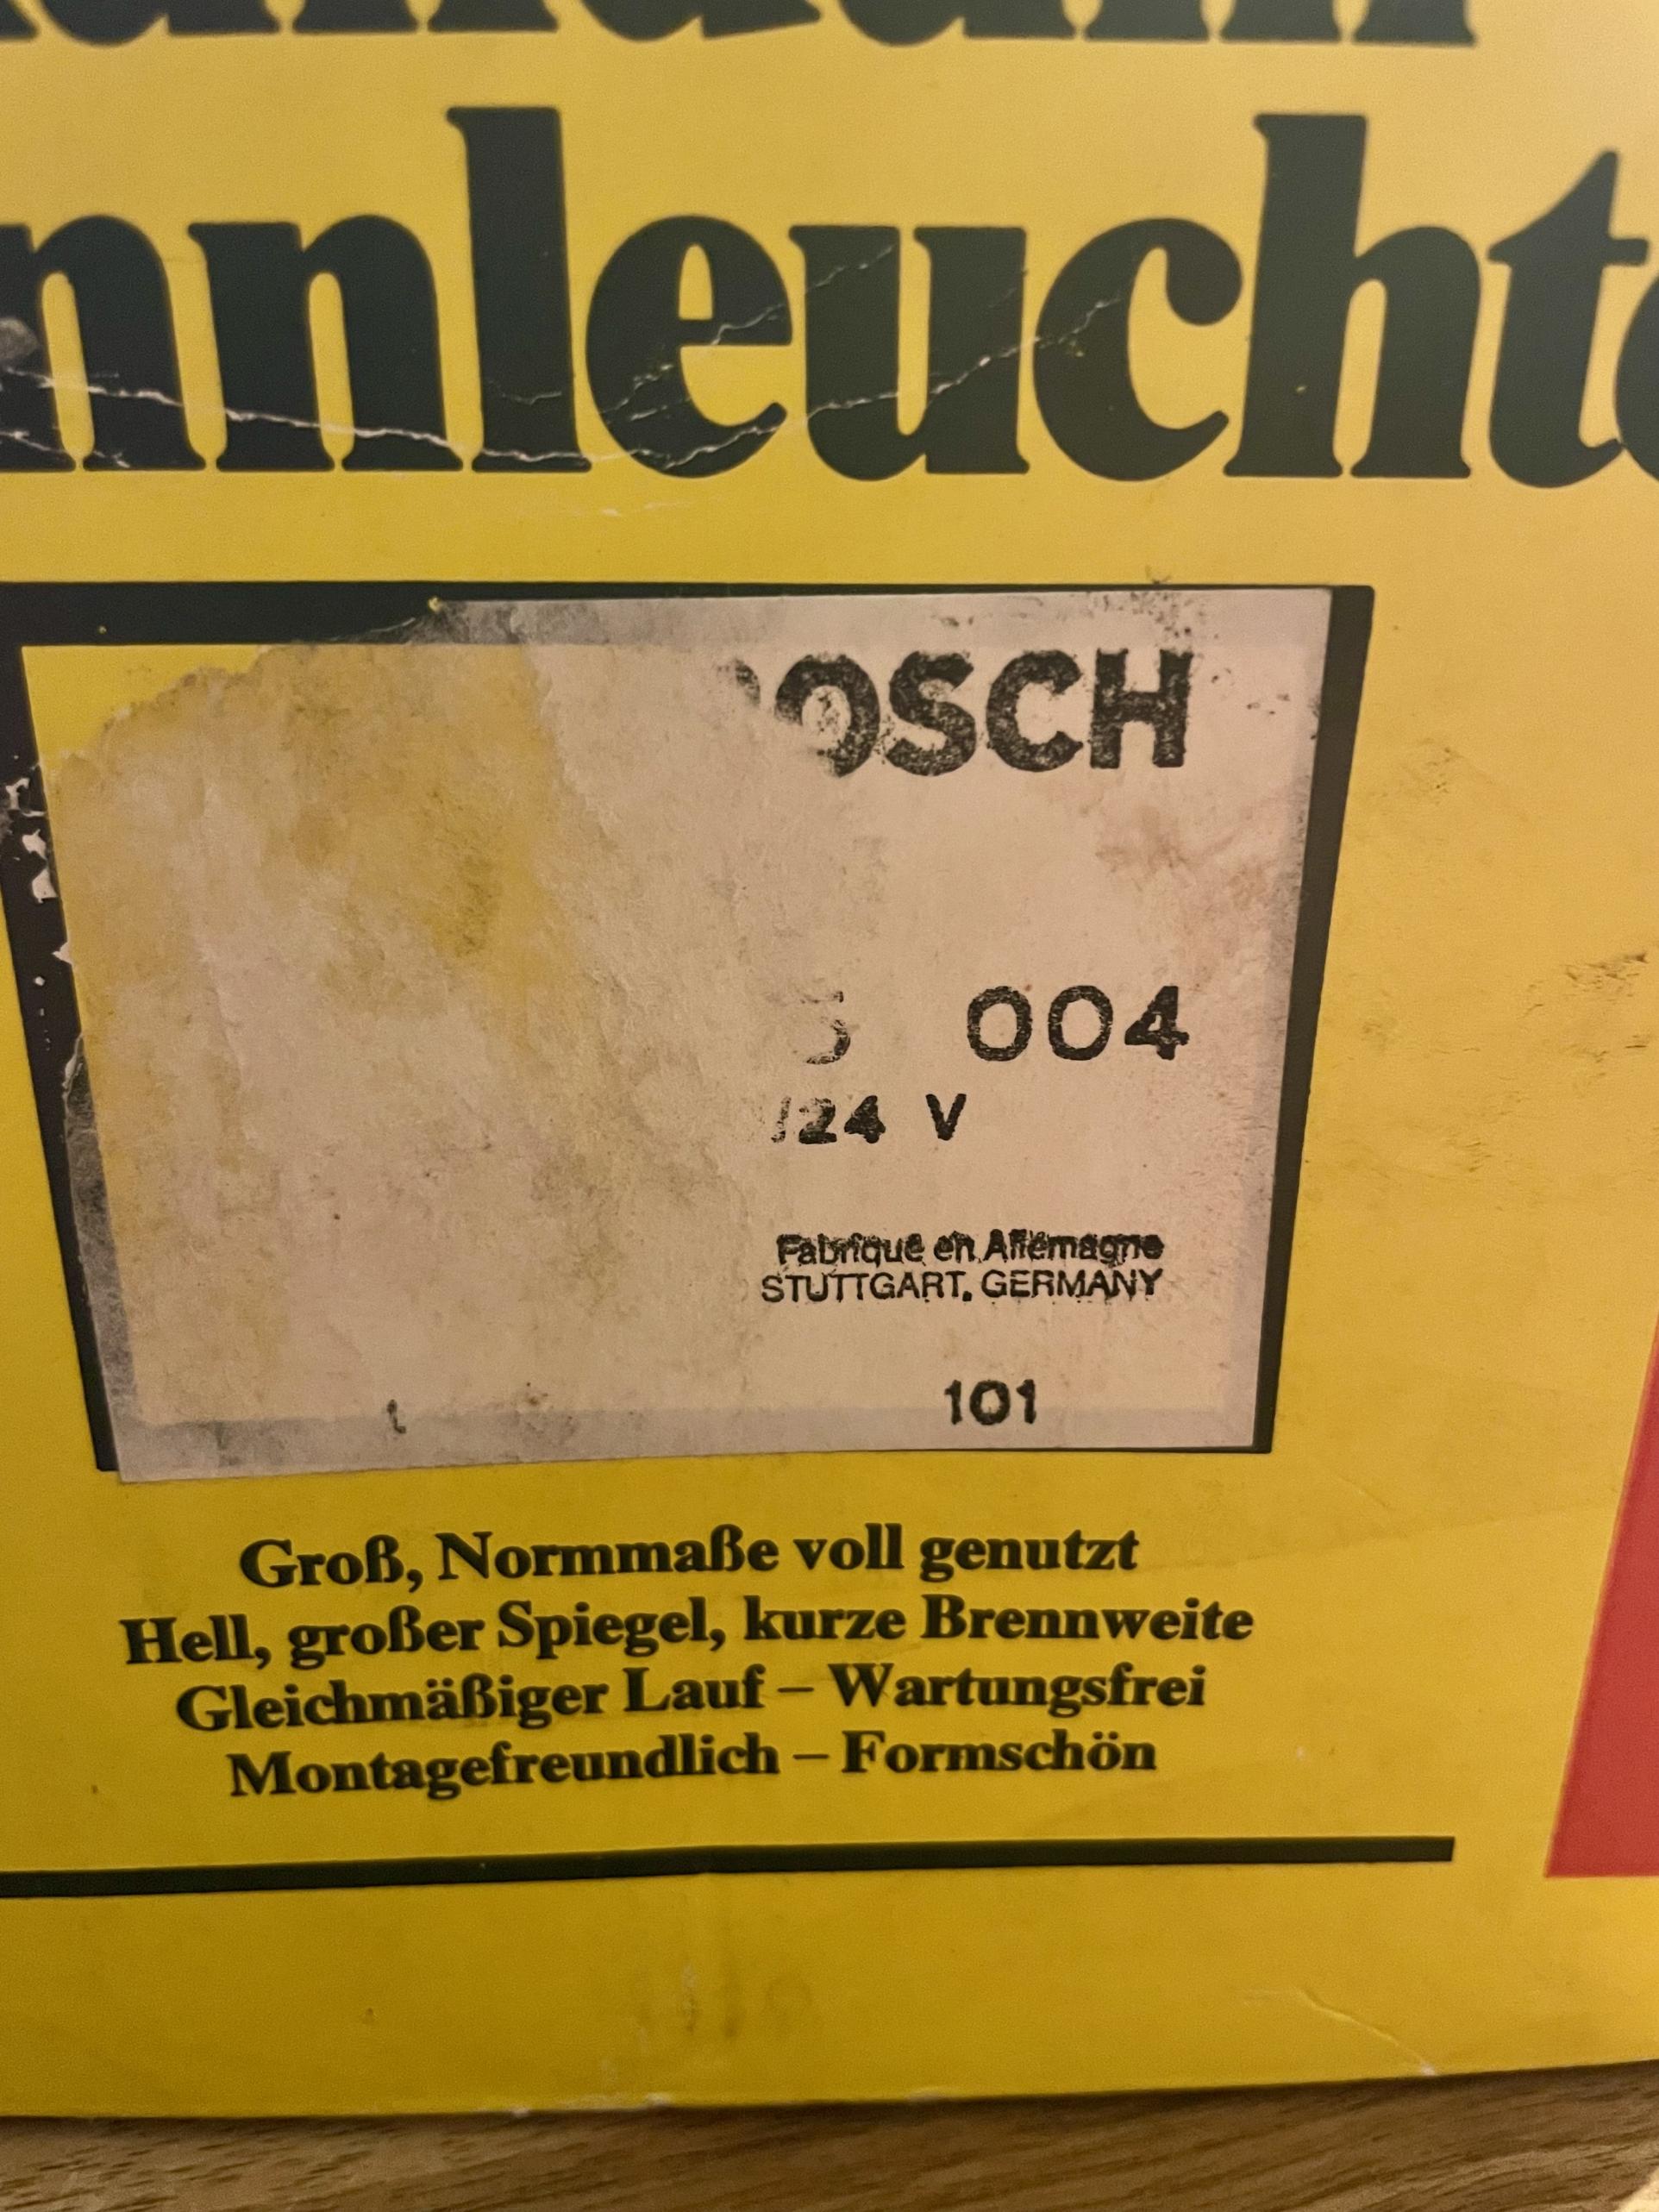 nnleucht
OSCH
5 004
/24 V
Fabrique en Allemagne
STUTTGART, GERMANY
101
Groß, Normmaße voll genutzt
Hell, großer Spiegel, kurze Brennweite
Gleichmäßiger Lauf – Wartungsfrei
Montagefreundlich – Formschön